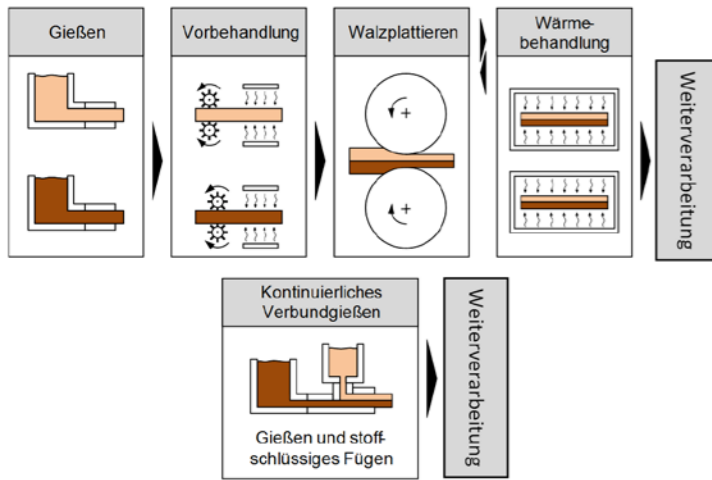 Gießen
Vorbehandlung
Walzplattieren
Wärme-
behandlung
Weiterverarbeitung
Kontinuierliches
Verbundgießen
Gießen und stoff-
schlüssiges Fügen
Weiterverarbeitung